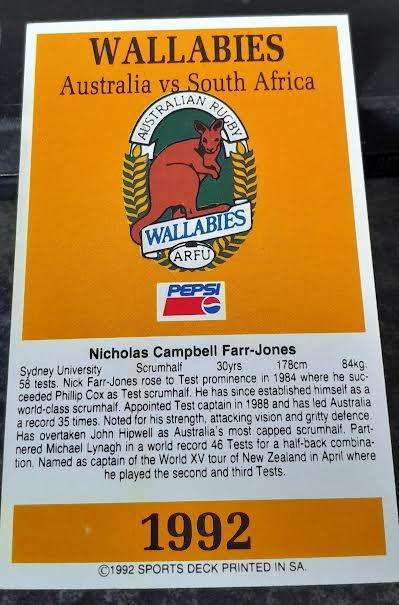 WALLABIES
Australia vs South Africa
AUSTRALIAN RUGBY
WALLABIES
ARFU
PEPSI
Nicholas Campbell Farr-Jones
Sydney University Scrumhalf 30yrs 178cm 84kg.
58 tests. Nick Farr-Jones rose to Test prominence in 1984 where he suc-
ceeded Phillip Cox as Test scrumhalf. He has since established himself as a
world-class scrumhalf. Appointed Test captain in 1988 and has led Australia
a record 35 times. Noted for his strength, attacking vision and gritty defence.
Has overtaken John Hipwell as Australia's most capped scrumhalf. Part-
nered Michael Lynagh in a world record 46 Tests for a half-back combina-
tion. Named as captain of the World XV tour of New Zealand in April where
he played the second and third Tests.
1992
©1992 SPORTS DECK PRINTED IN SA.